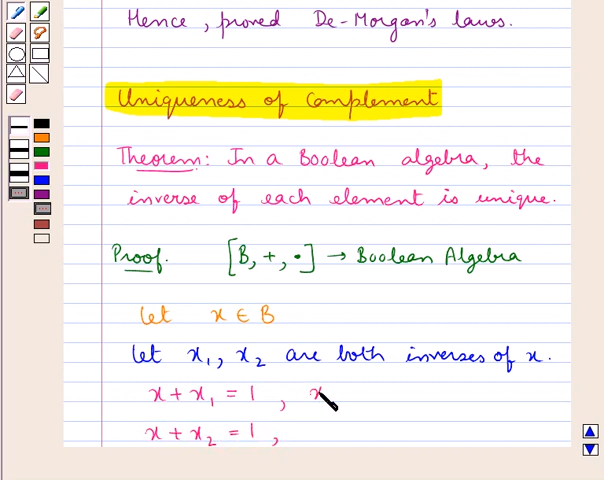 Hence, proved De-Morgan's laws.
Uniqueness of Complement
Theorem: In a Boolean algebra, the
inverse of each element is unique.
Proof. [B, +, •] → Boolean Algebra
Let x ∈ B
Let x₁, x₂ are both inverses of x.
x + x₁ = 1 , x
x + x₂ = 1 ,